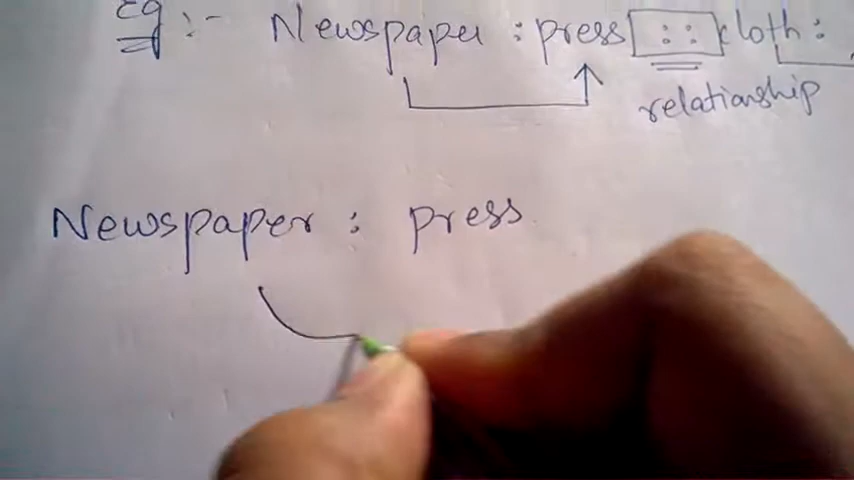 Eg :- Newspaper : press :: cloth :
relationship
Newspaper : press